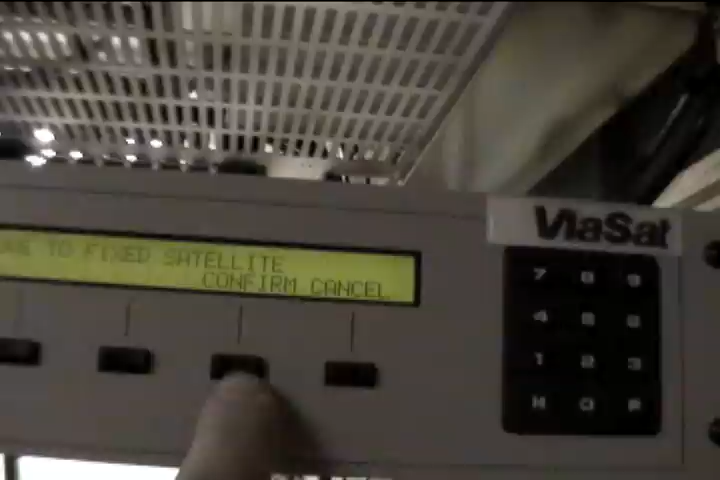 TO FIXED SATELLITE
CONFIRM CANCEL
ViaSat
7 8 9
4 5 6
1 2 3
N O P